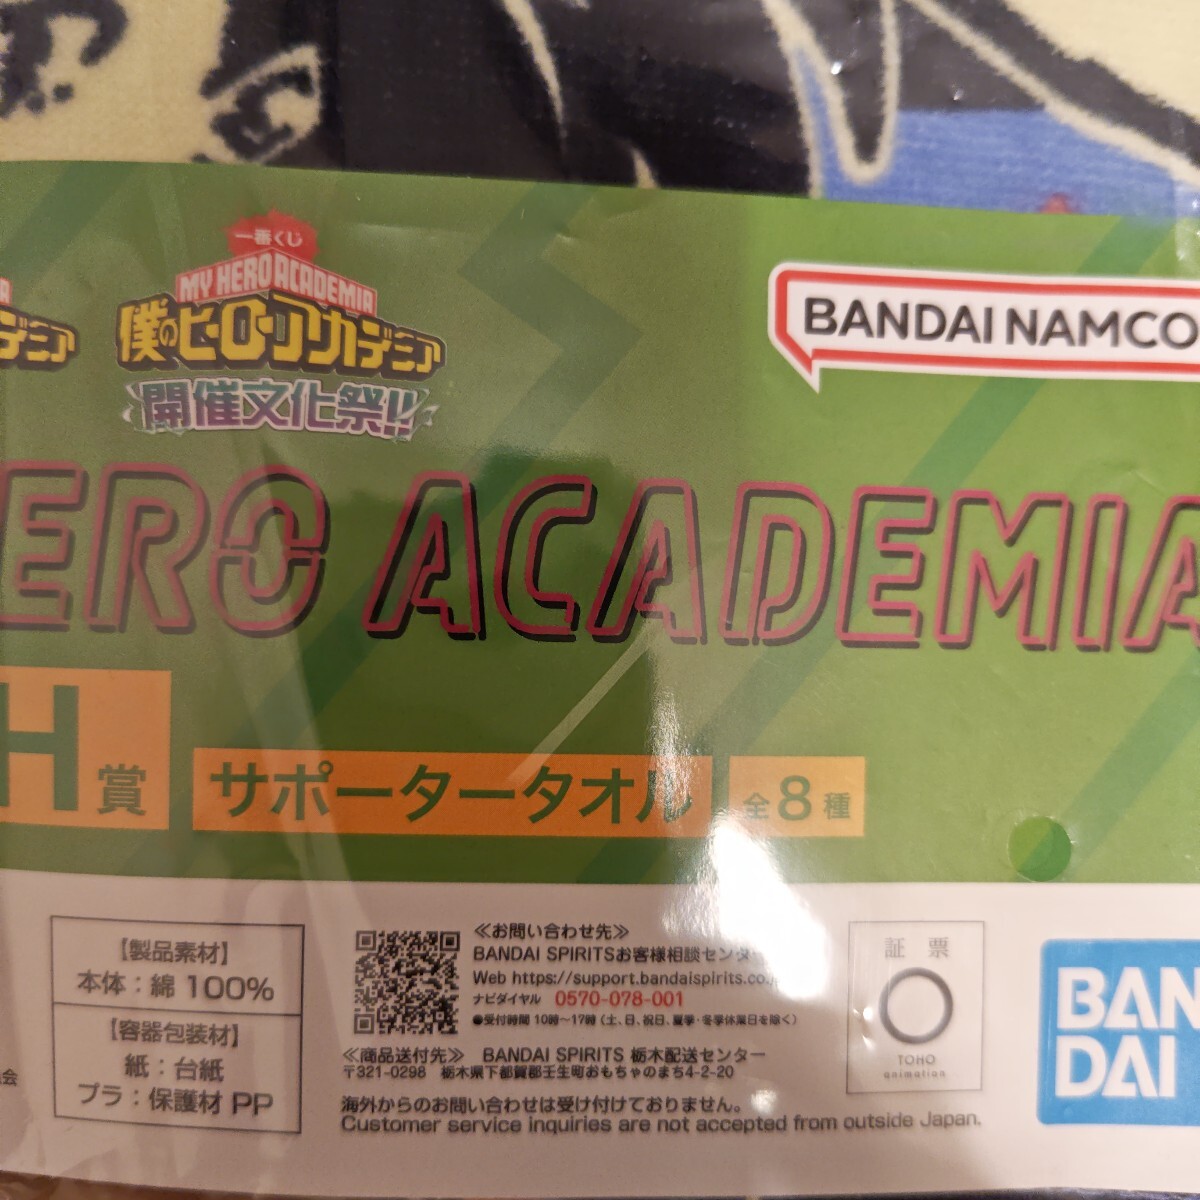 一番くじ
MY HERO ACADEMIA
デミア
僕のヒーローアカデミア
開催文化祭!!
BANDAI NAMCO
ERO ACADEMIA
H賞
サポータータオル
全8種
【製品素材】
本体：綿 100%
【容器包装材】
紙：台紙
プラ：保護材 PP
≪お問い合わせ先≫
BANDAI SPIRITSお客様相談センター
Web https://support.bandaispirits.co.j
ナビダイヤル 0570-078-001
●受付時間 10時〜17時（土、日、祝日、夏季・冬季休業日を除く）
≪商品送付先≫ BANDAI SPIRITS 栃木配送センター
〒321-0298 栃木県下都賀郡壬生町おもちゃのまち4-2-20
海外からのお問い合わせは受け付けておりません。
Customer service inquiries are not accepted from outside Japan.
証票
TOHO
animation
BAN
DAI
会